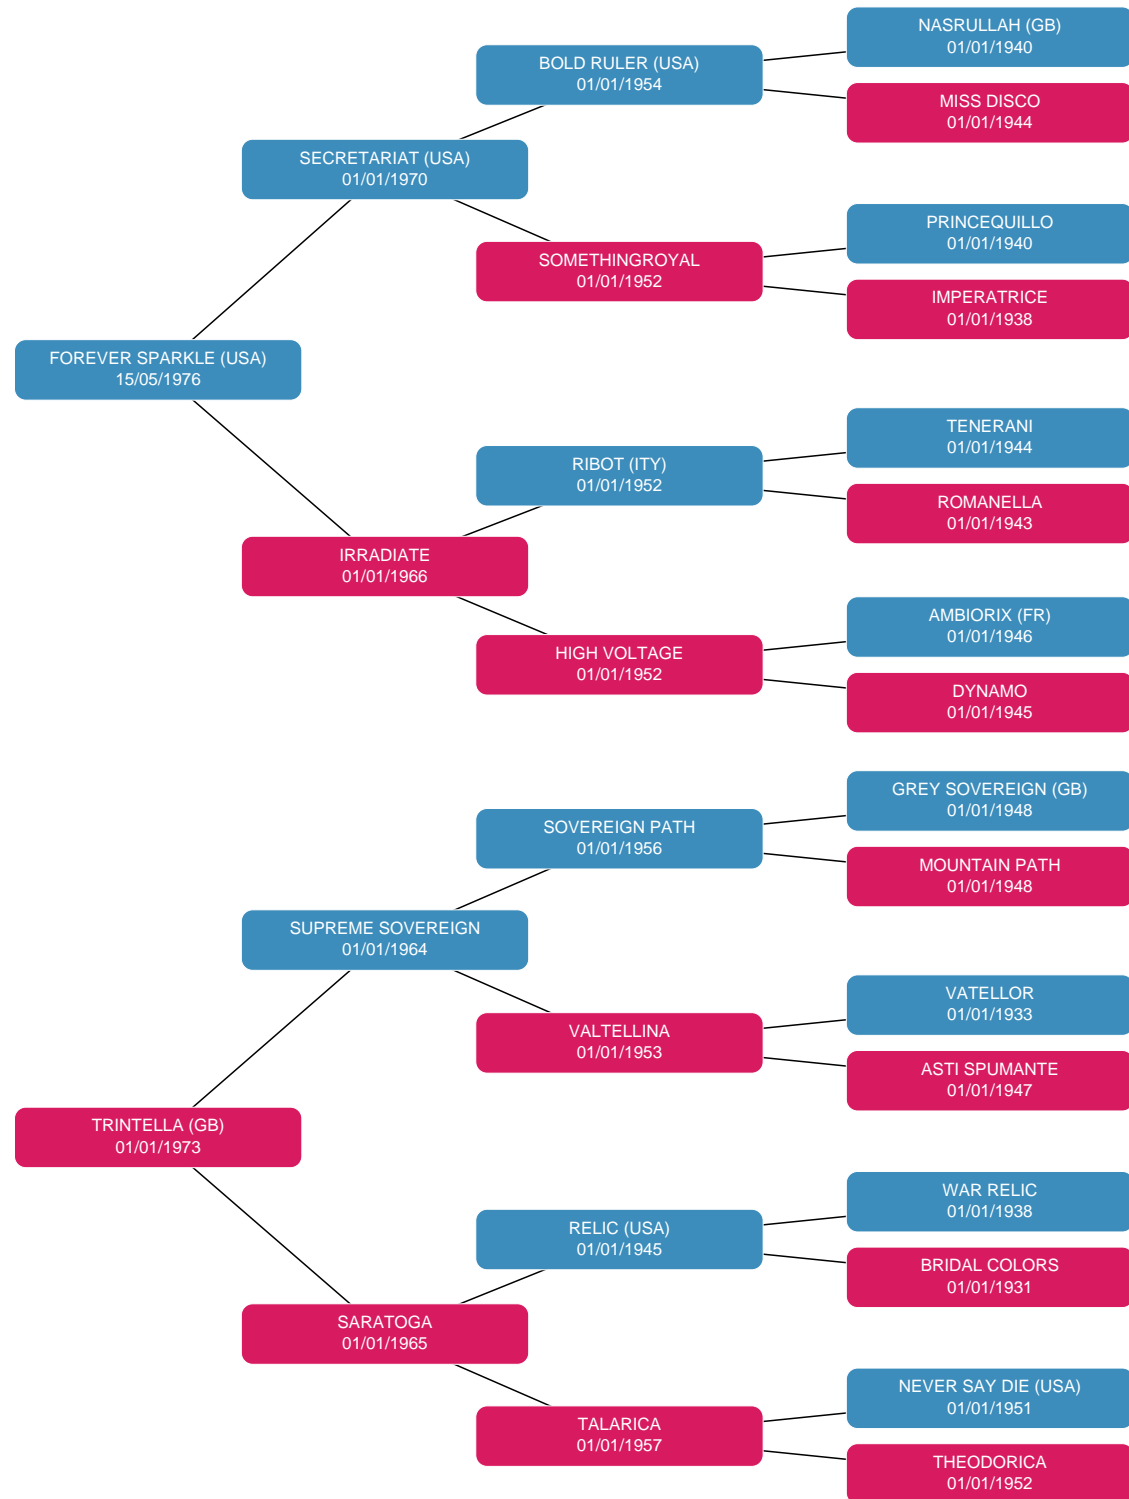 NASRULLAH (GB)
01/01/1940
BOLD RULER (USA)
01/01/1954
MISS DISCO
01/01/1944
SECRETARIAT (USA)
01/01/1970
PRINCEQUILLO
01/01/1940
SOMETHINGROYAL
01/01/1952
IMPERATRICE
01/01/1938
FOREVER SPARKLE (USA)
15/05/1976
TENERANI
01/01/1944
RIBOT (ITY)
01/01/1952
ROMANELLA
01/01/1943
IRRADIATE
01/01/1966
AMBIORIX (FR)
01/01/1946
HIGH VOLTAGE
01/01/1952
DYNAMO
01/01/1945
GREY SOVEREIGN (GB)
01/01/1948
SOVEREIGN PATH
01/01/1956
MOUNTAIN PATH
01/01/1948
SUPREME SOVEREIGN
01/01/1964
VATELLOR
01/01/1933
VALTELLINA
01/01/1953
ASTI SPUMANTE
01/01/1947
TRINTELLA (GB)
01/01/1973
WAR RELIC
01/01/1938
RELIC (USA)
01/01/1945
BRIDAL COLORS
01/01/1931
SARATOGA
01/01/1965
NEVER SAY DIE (USA)
01/01/1951
TALARICA
01/01/1957
THEODORICA
01/01/1952